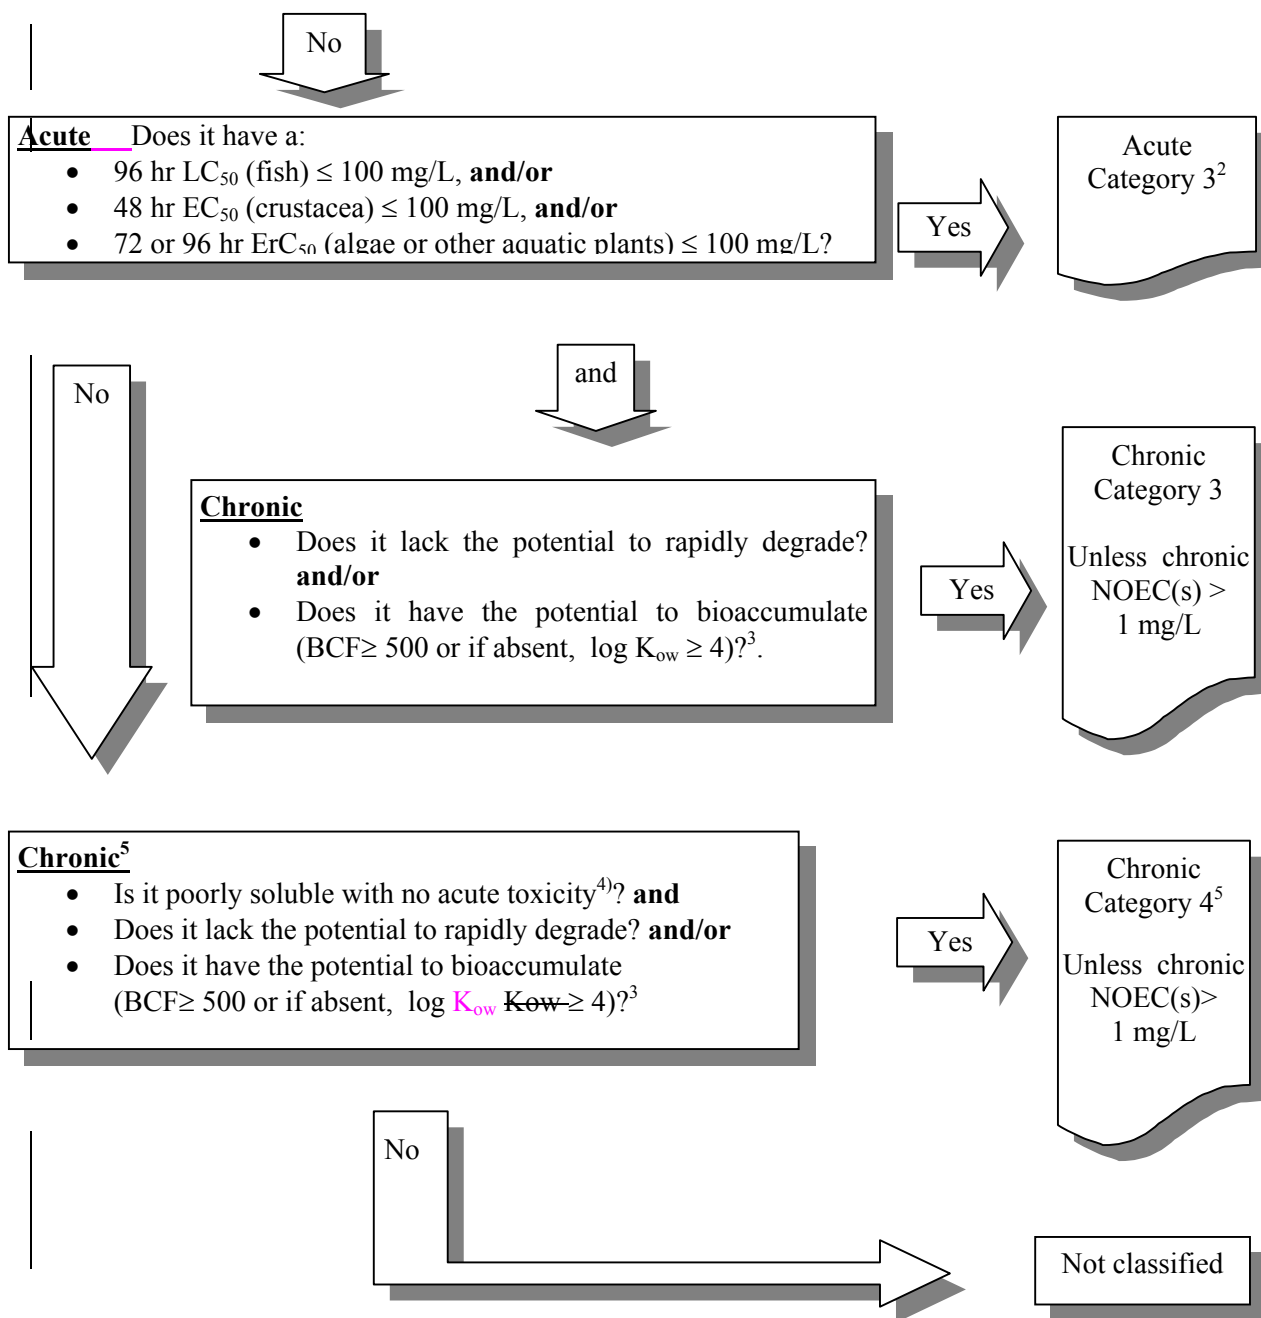 No
Acute Does it have a:
• 96 hr LC50 (fish) ≤ 100 mg/L, and/or
• 48 hr EC50 (crustacea) ≤ 100 mg/L, and/or
• 72 or 96 hr ErC50 (algae or other aquatic plants) ≤ 100 mg/L?
Yes
Acute
Category 3²
No
and
Chronic
• Does it lack the potential to rapidly degrade?
and/or
• Does it have the potential to bioaccumulate
(BCF≥ 500 or if absent, log Kow ≥ 4)?³.
Yes
Chronic
Category 3
Unless chronic
NOEC(s) >
1 mg/L
Chronic⁵
• Is it poorly soluble with no acute toxicity⁴⁾? and
• Does it lack the potential to rapidly degrade? and/or
• Does it have the potential to bioaccumulate
(BCF≥ 500 or if absent, log Kow Kow ≥ 4)?³
Yes
Chronic
Category 4⁵
Unless chronic
NOEC(s)>
1 mg/L
No
Not classified